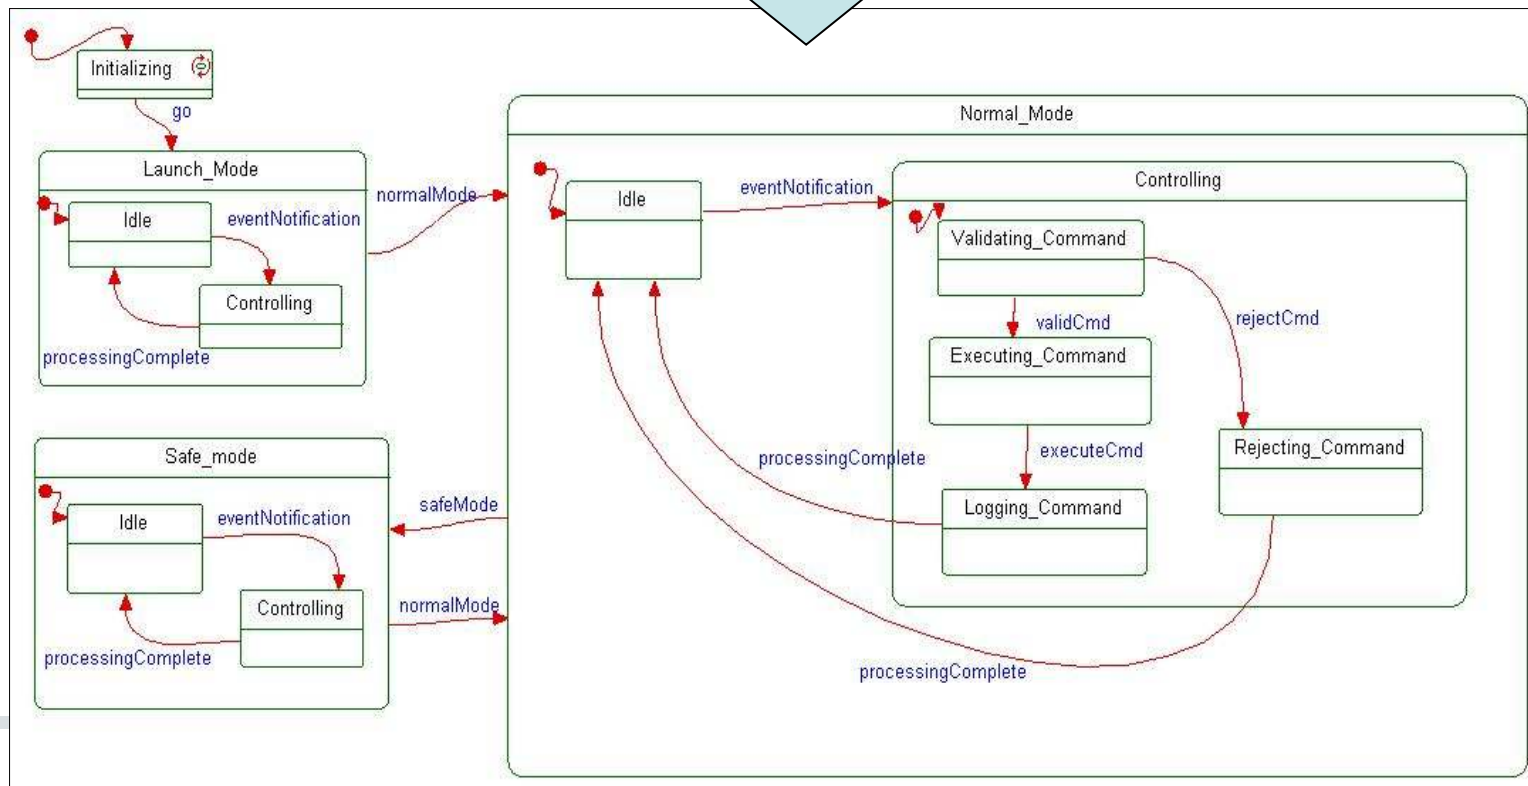 Initializing
go
Launch_Mode
Idle
eventNotification
Controlling
processingComplete
normalMode
Safe_mode
Idle
eventNotification
Controlling
processingComplete
safeMode
normalMode
Normal_Mode
Idle
eventNotification
Controlling
Validating_Command
validCmd
rejectCmd
Executing_Command
executeCmd
Rejecting_Command
Logging_Command
processingComplete
processingComplete